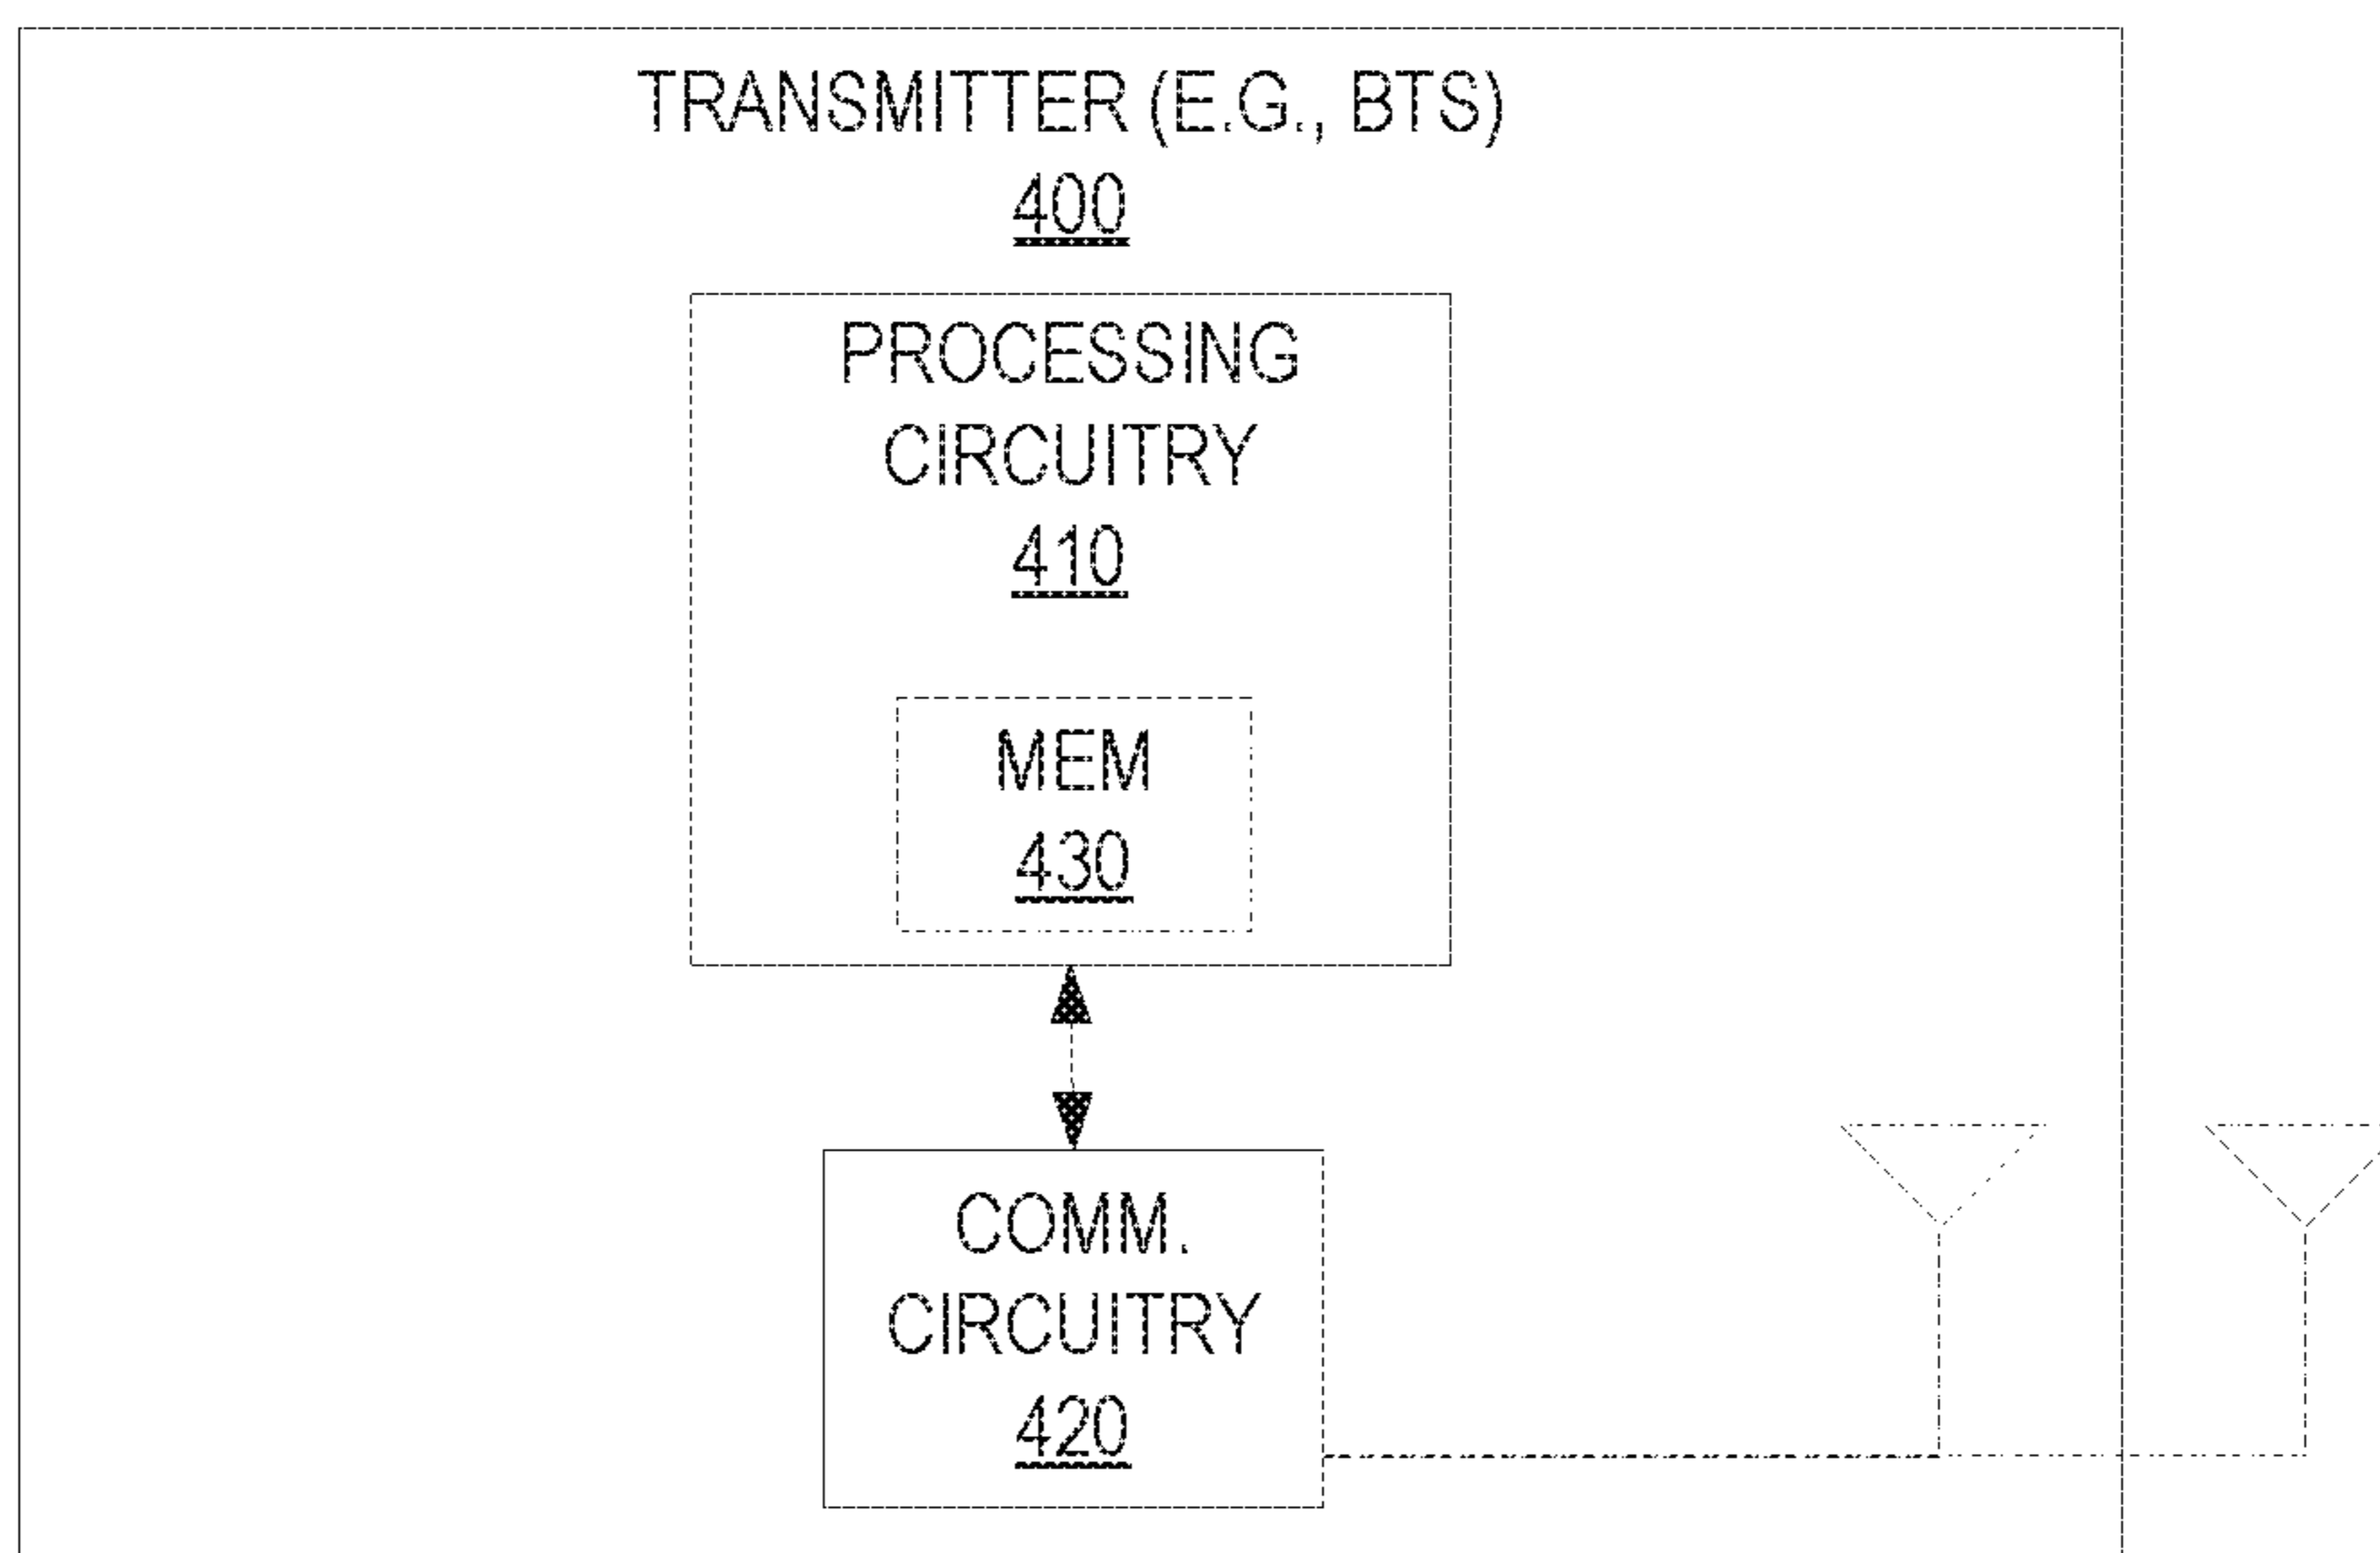 TRANSMITTER (E.G., BTS)
400
PROCESSING
CIRCUITRY
410
MEM
430
COMM.
CIRCUITRY
420